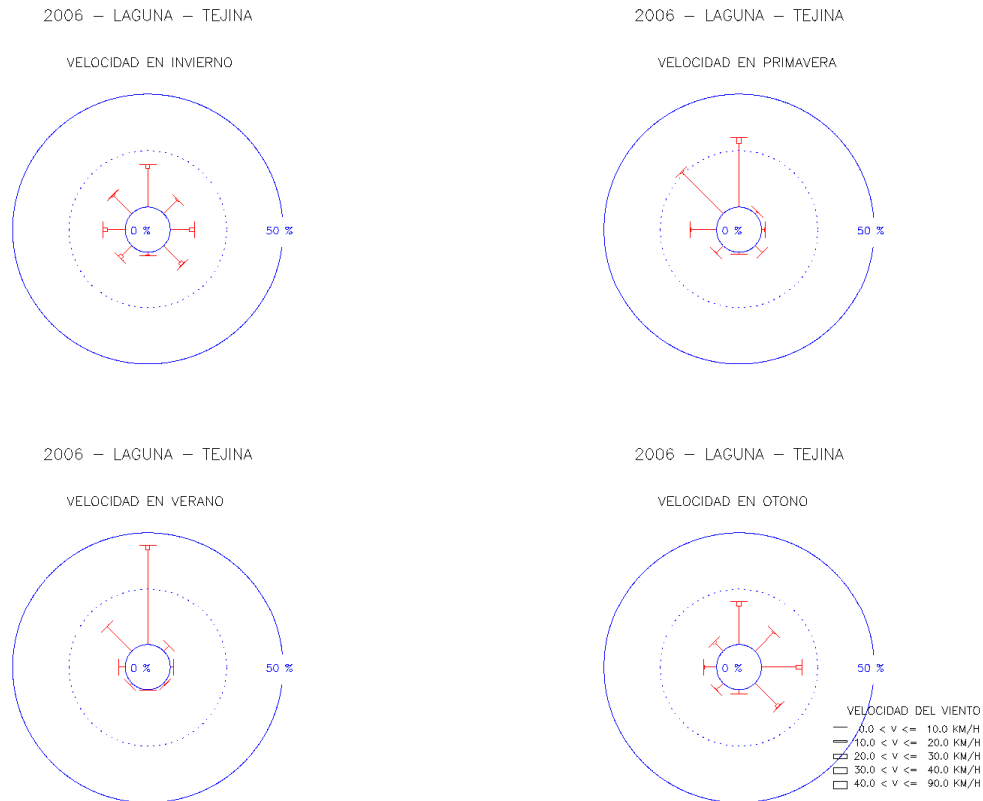 2006 – LAGUNA – TEJINA
VELOCIDAD EN INVIERNO
0 %
50 %
2006 – LAGUNA – TEJINA
VELOCIDAD EN PRIMAVERA
0 %
50 %
2006 – LAGUNA – TEJINA
VELOCIDAD EN VERANO
0 %
50 %
2006 – LAGUNA – TEJINA
VELOCIDAD EN OTONO
0 %
50 %
VELOCIDAD DEL VIENTO
0.0 < V <= 10.0 KM/H
10.0 < V <= 20.0 KM/H
20.0 < V <= 30.0 KM/H
30.0 < V <= 40.0 KM/H
40.0 < V <= 90.0 KM/H